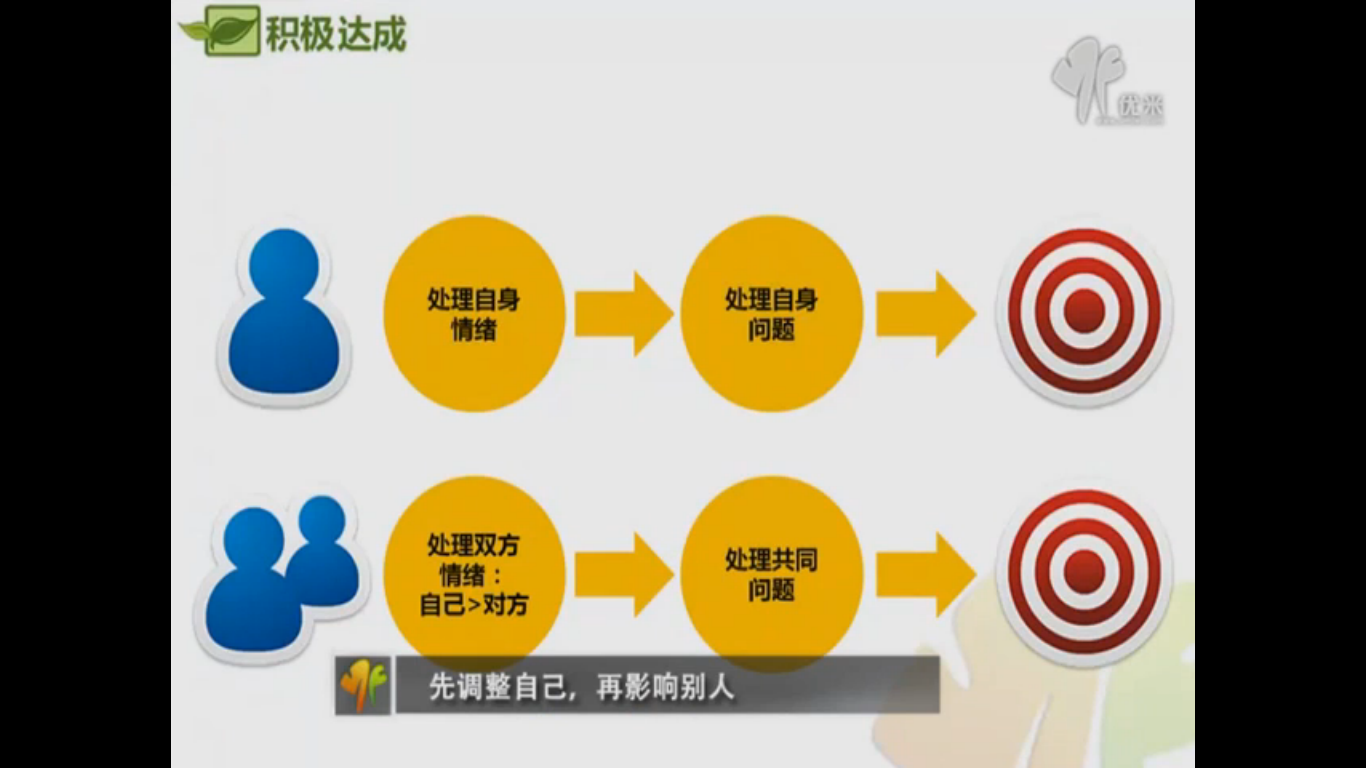 积极达成
优米
处理自身
情绪
处理自身
问题
处理双方
情绪：
自己>对方
处理共同
问题
先调整自己，再影响别人